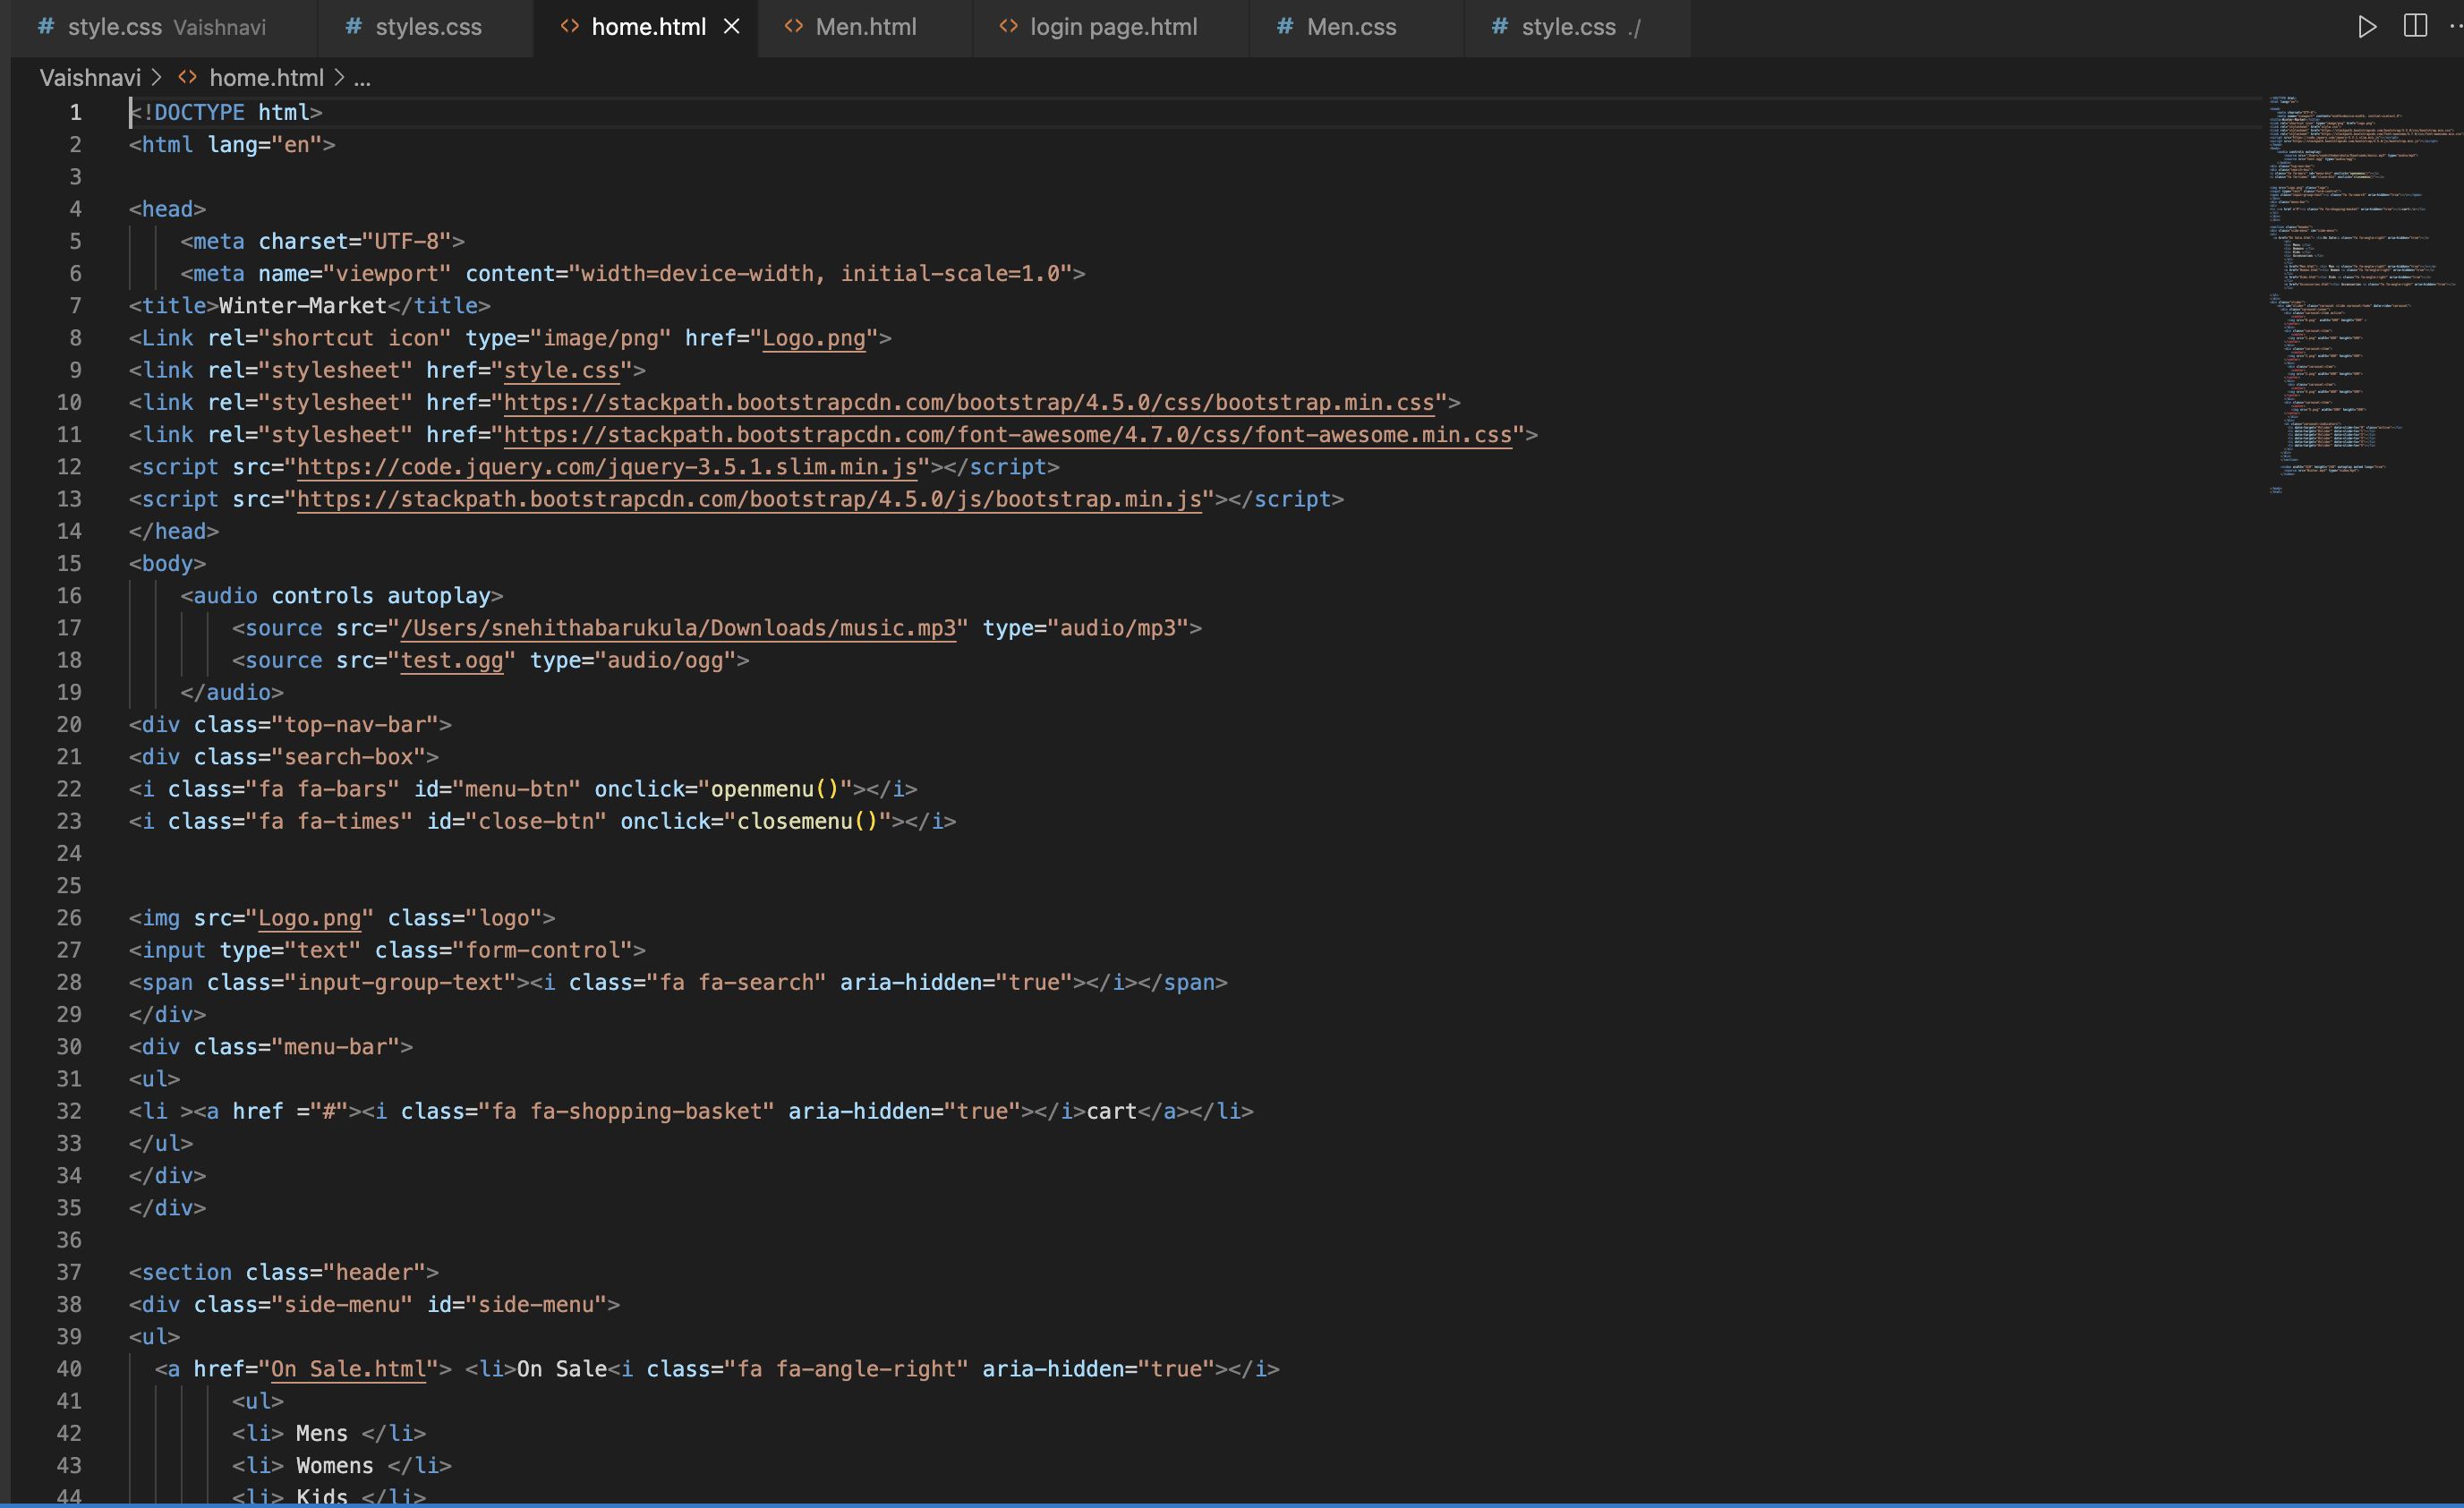 # style.css Vaishnavi # styles.css <> home.html <> Men.html <> login page.html # Men.css # style.css ./
Vaishnavi > <> home.html > ...
1 <!DOCTYPE html>
2 <html lang="en">
3
4 <head>
5 <meta charset="UTF-8">
6 <meta name="viewport" content="width=device-width, initial-scale=1.0">
7 <title>Winter-Market</title>
8 <Link rel="shortcut icon" type="image/png" href="Logo.png">
9 <link rel="stylesheet" href="style.css">
10 <link rel="stylesheet" href="https://stackpath.bootstrapcdn.com/bootstrap/4.5.0/css/bootstrap.min.css">
11 <link rel="stylesheet" href="https://stackpath.bootstrapcdn.com/font-awesome/4.7.0/css/font-awesome.min.css">
12 <script src="https://code.jquery.com/jquery-3.5.1.slim.min.js"></script>
13 <script src="https://stackpath.bootstrapcdn.com/bootstrap/4.5.0/js/bootstrap.min.js"></script>
14 </head>
15 <body>
16 <audio controls autoplay>
17 <source src="/Users/snehithabarukula/Downloads/music.mp3" type="audio/mp3">
18 <source src="test.ogg" type="audio/ogg">
19 </audio>
20 <div class="top-nav-bar">
21 <div class="search-box">
22 <i class="fa fa-bars" id="menu-btn" onclick="openmenu()"></i>
23 <i class="fa fa-times" id="close-btn" onclick="closemenu()"></i>
24
25
26 <img src="Logo.png" class="logo">
27 <input type="text" class="form-control">
28 <span class="input-group-text"><i class="fa fa-search" aria-hidden="true"></i></span>
29 </div>
30 <div class="menu-bar">
31 <ul>
32 <li ><a href ="#"><i class="fa fa-shopping-basket" aria-hidden="true"></i>cart</a></li>
33 </ul>
34 </div>
35 </div>
36
37 <section class="header">
38 <div class="side-menu" id="side-menu">
39 <ul>
40 <a href="On Sale.html"> <li>On Sale<i class="fa fa-angle-right" aria-hidden="true"></i>
41 <ul>
42 <li> Mens </li>
43 <li> Womens </li>
44 <li> Kids </li>